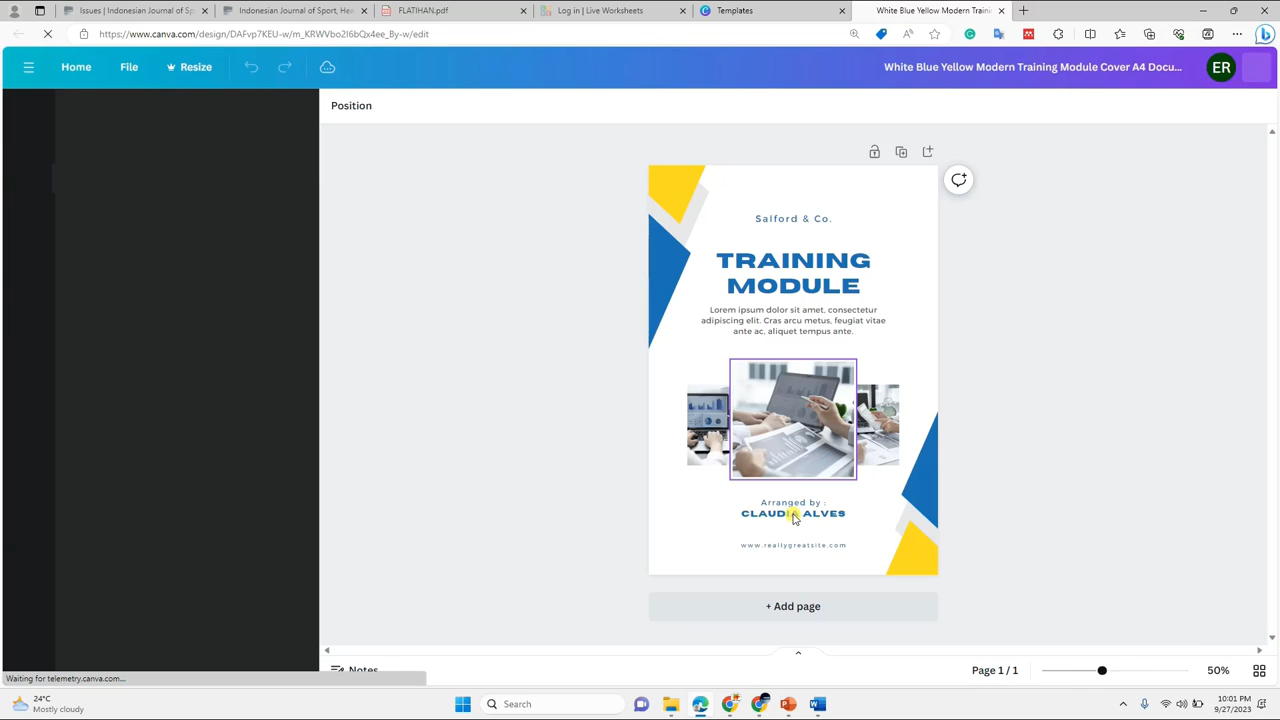 Issues | Indonesian Journal of Sp
Indonesian Journal of Sport, Hea
FLATIHAN.pdf
Log in | Live Worksheets
Templates
White Blue Yellow Modern Trainin
https://www.canva.com/design/DAFvp7KEU-w/m_KRWVbo2I6bQx4ee_By-w/edit
Home File Resize
White Blue Yellow Modern Training Module Cover A4 Docu...
ER
Position
Salford & Co.
TRAINING
MODULE
Lorem ipsum dolor sit amet, consectetur
adipiscing elit. Cras arcu metus, feugiat vitae
ante ac, aliquet tempus ante.
Arranged by :
CLAUDIA ALVES
www.reallygreatsite.com
+ Add page
Notes
Page 1 / 1
50%
Waiting for telemetry.canva.com...
24°C
Mostly cloudy
Search
10:01 PM
9/27/2023